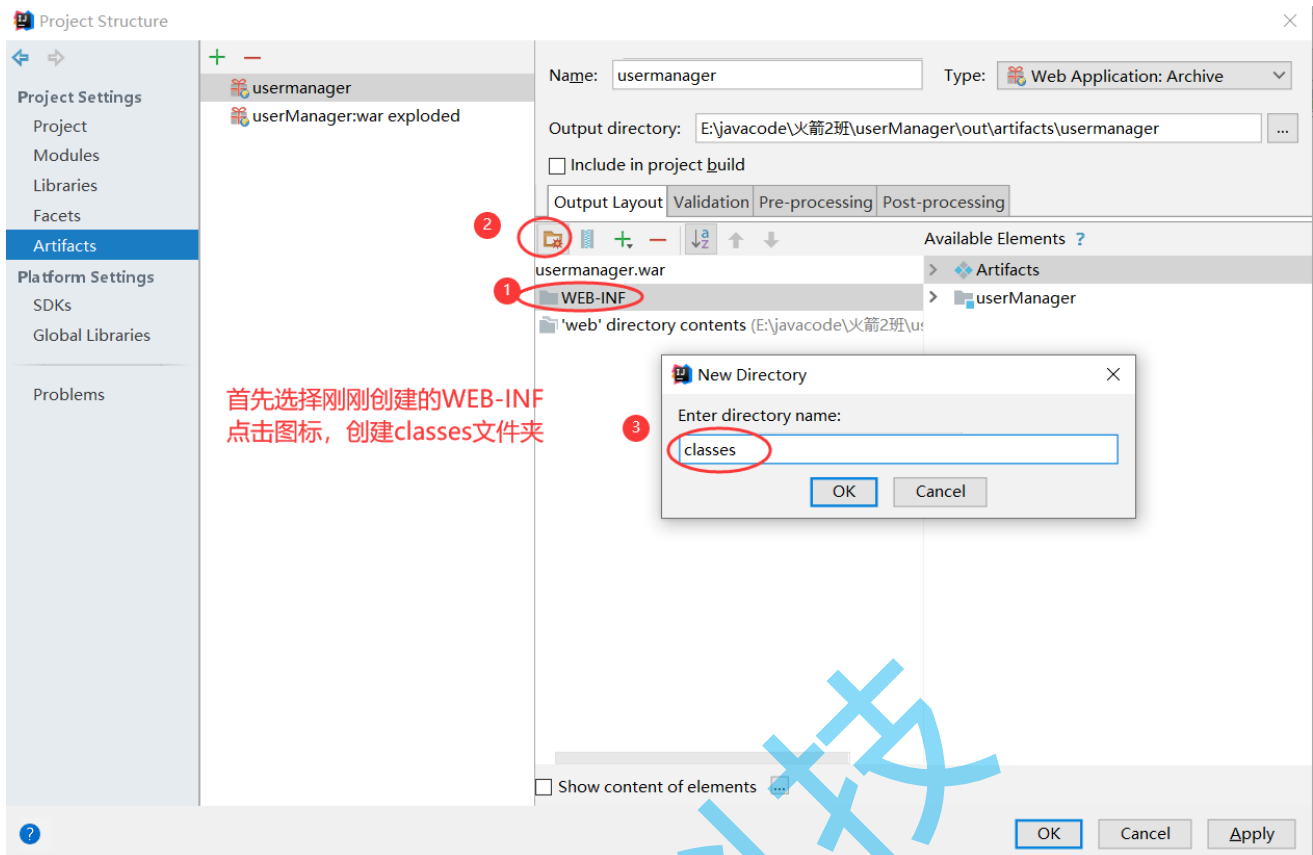 Project Structure
Project Settings
Project
Modules
Libraries
Facets
Artifacts
Platform Settings
SDKs
Global Libraries
Problems
usermanager
userManager:war exploded
Name: usermanager Type: Web Application: Archive
Output directory: E:\javacode\火箭2班\userManager\out\artifacts\usermanager ...
Include in project build
Output Layout Validation Pre-processing Post-processing
2
a
z
Available Elements ?
usermanager.war
Artifacts
1
WEB-INF
userManager
'web' directory contents (E:\javacode\火箭2班\us
首先选择刚刚创建的WEB-INF
点击图标，创建classes文件夹
New Directory
Enter directory name:
3
classes
OK Cancel
Show content of elements ...
?
OK Cancel Apply
技